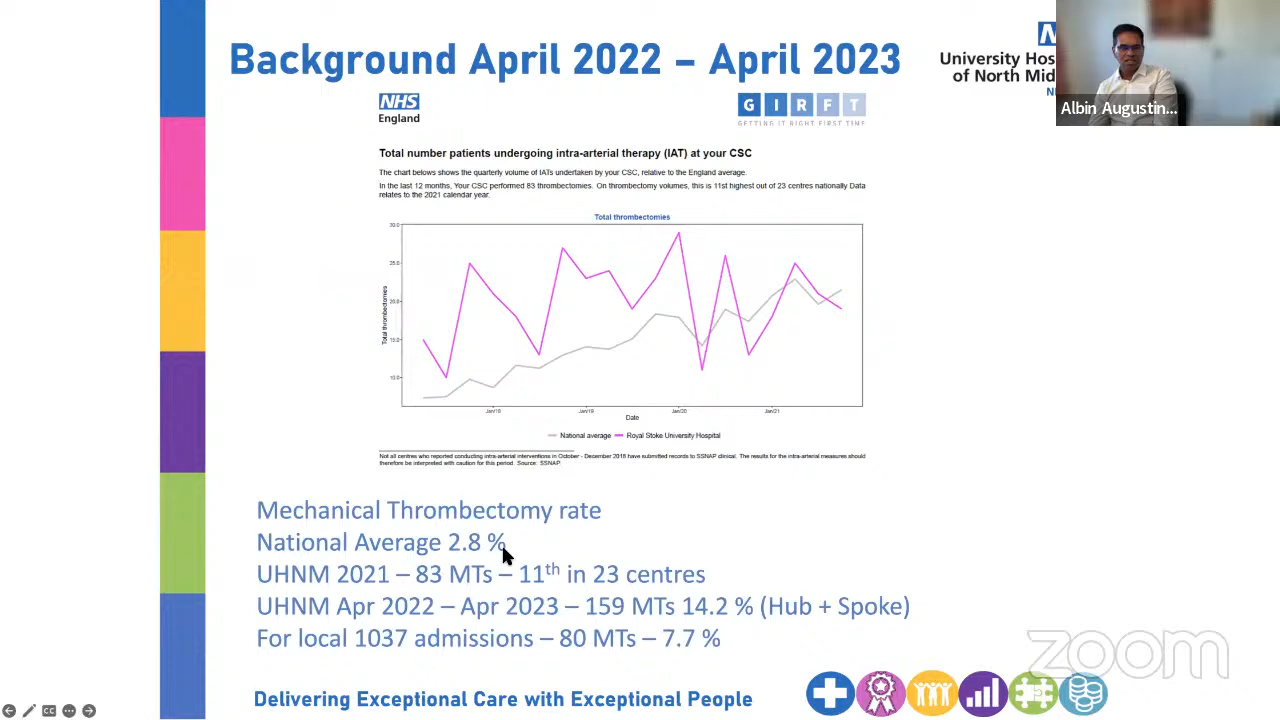 Background April 2022 – April 2023
University Hos
of North Mid
Albin Augustin...
NHS
England
G I R F T
GETTING IT RIGHT FIRST TIME
Total number patients undergoing intra-arterial therapy (IAT) at your CSC
The chart belows shows the quarterly volume of IATs undertaken by your CSC, relative to the England average.
In the last 12 months, Your CSC performed 83 thrombectomies. On thrombectomy volumes, this is 11st highest out of 23 centres nationally Data
relates to the 2021 calendar year.
Total thrombectomies
30.0
25.0
20.0
15.0
10.0
Total thrombectomies
Jan/18
Jan/19
Jan/20
Jan/21
Date
National average
Royal Stoke University Hospital
Not all centres who reported conducting intra-arterial interventions in October - December 2018 have submitted records to SSNAP clinical. The results for the intra-arterial measures should
therefore be interpreted with caution for this period. Source: SSNAP
Mechanical Thrombectomy rate
National Average 2.8 %
UHNM 2021 – 83 MTs – 11th in 23 centres
UHNM Apr 2022 – Apr 2023 – 159 MTs 14.2 % (Hub + Spoke)
For local 1037 admissions – 80 MTs – 7.7 %
zoom
Delivering Exceptional Care with Exceptional People
CC